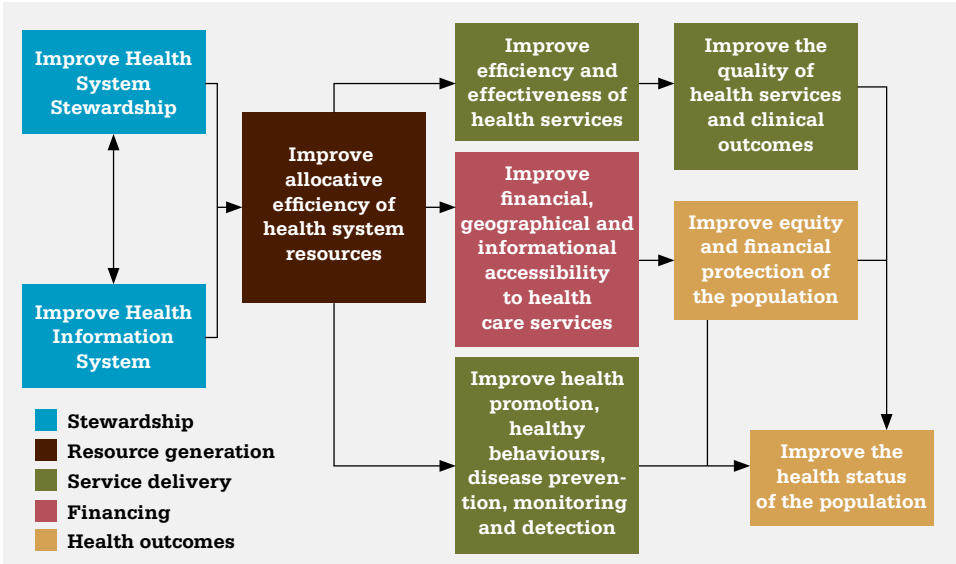 Improve Health
System
Stewardship
Improve Health
Information
System
Improve
allocative
efficiency of
health system
resources
Improve
efficiency and
effectiveness of
health services
Improve
financial,
geographical and
informational
accessibility
to health
care services
Improve health
promotion,
healthy
behaviours,
disease preven-
tion, monitoring
and detection
Improve the
quality of
health services
and clinical
outcomes
Improve equity
and financial
protection of
the population
Improve the
health status
of the population
Stewardship
Resource generation
Service delivery
Financing
Health outcomes